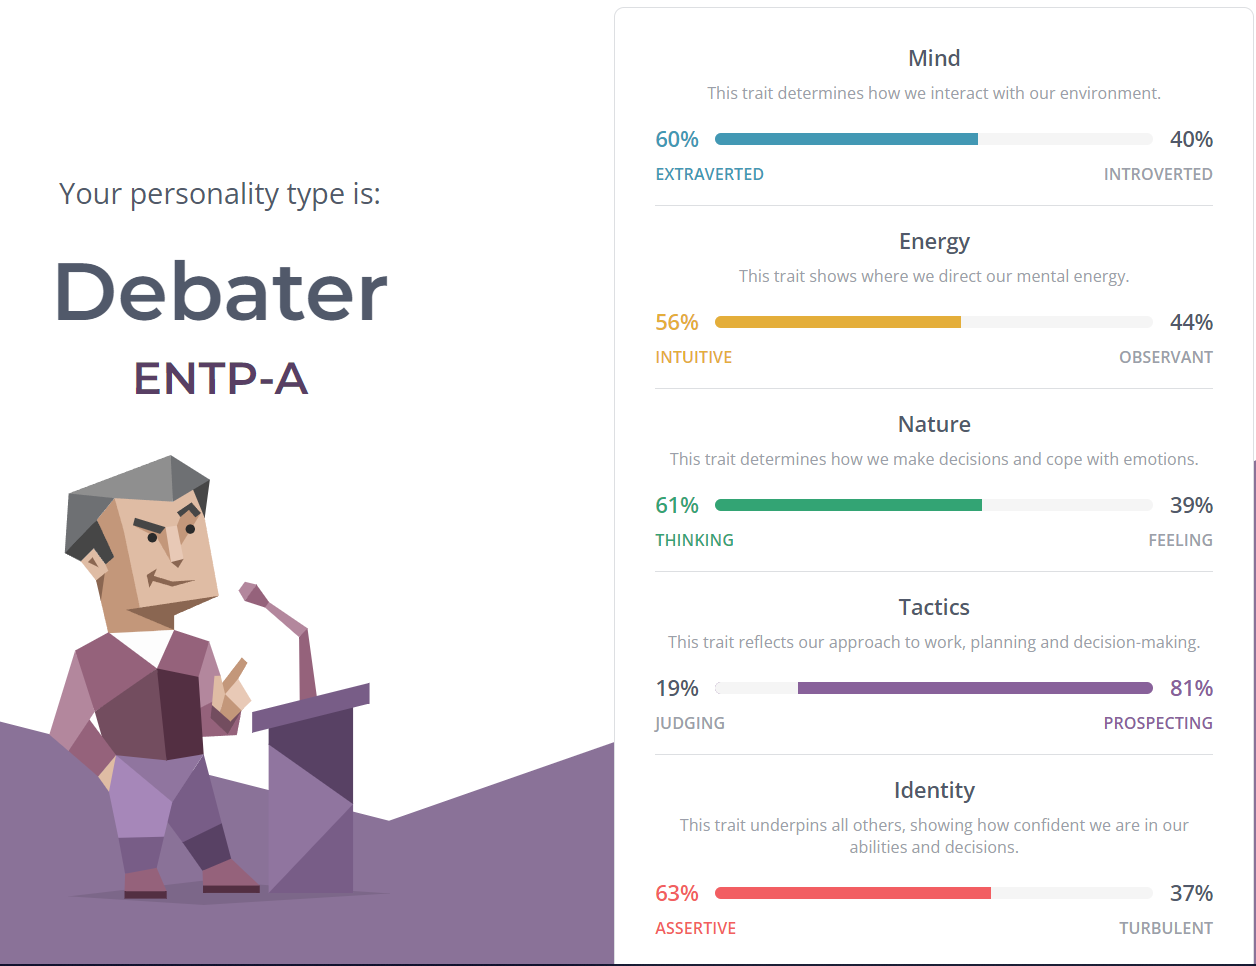 Your personality type is:
Debater
ENTP-A
Mind
This trait determines how we interact with our environment.
60% 40%
EXTRAVERTED INTROVERTED
Energy
This trait shows where we direct our mental energy.
56% 44%
INTUITIVE OBSERVANT
Nature
This trait determines how we make decisions and cope with emotions.
61% 39%
THINKING FEELING
Tactics
This trait reflects our approach to work, planning and decision-making.
19% 81%
JUDGING PROSPECTING
Identity
This trait underpins all others, showing how confident we are in our
abilities and decisions.
63% 37%
ASSERTIVE TURBULENT